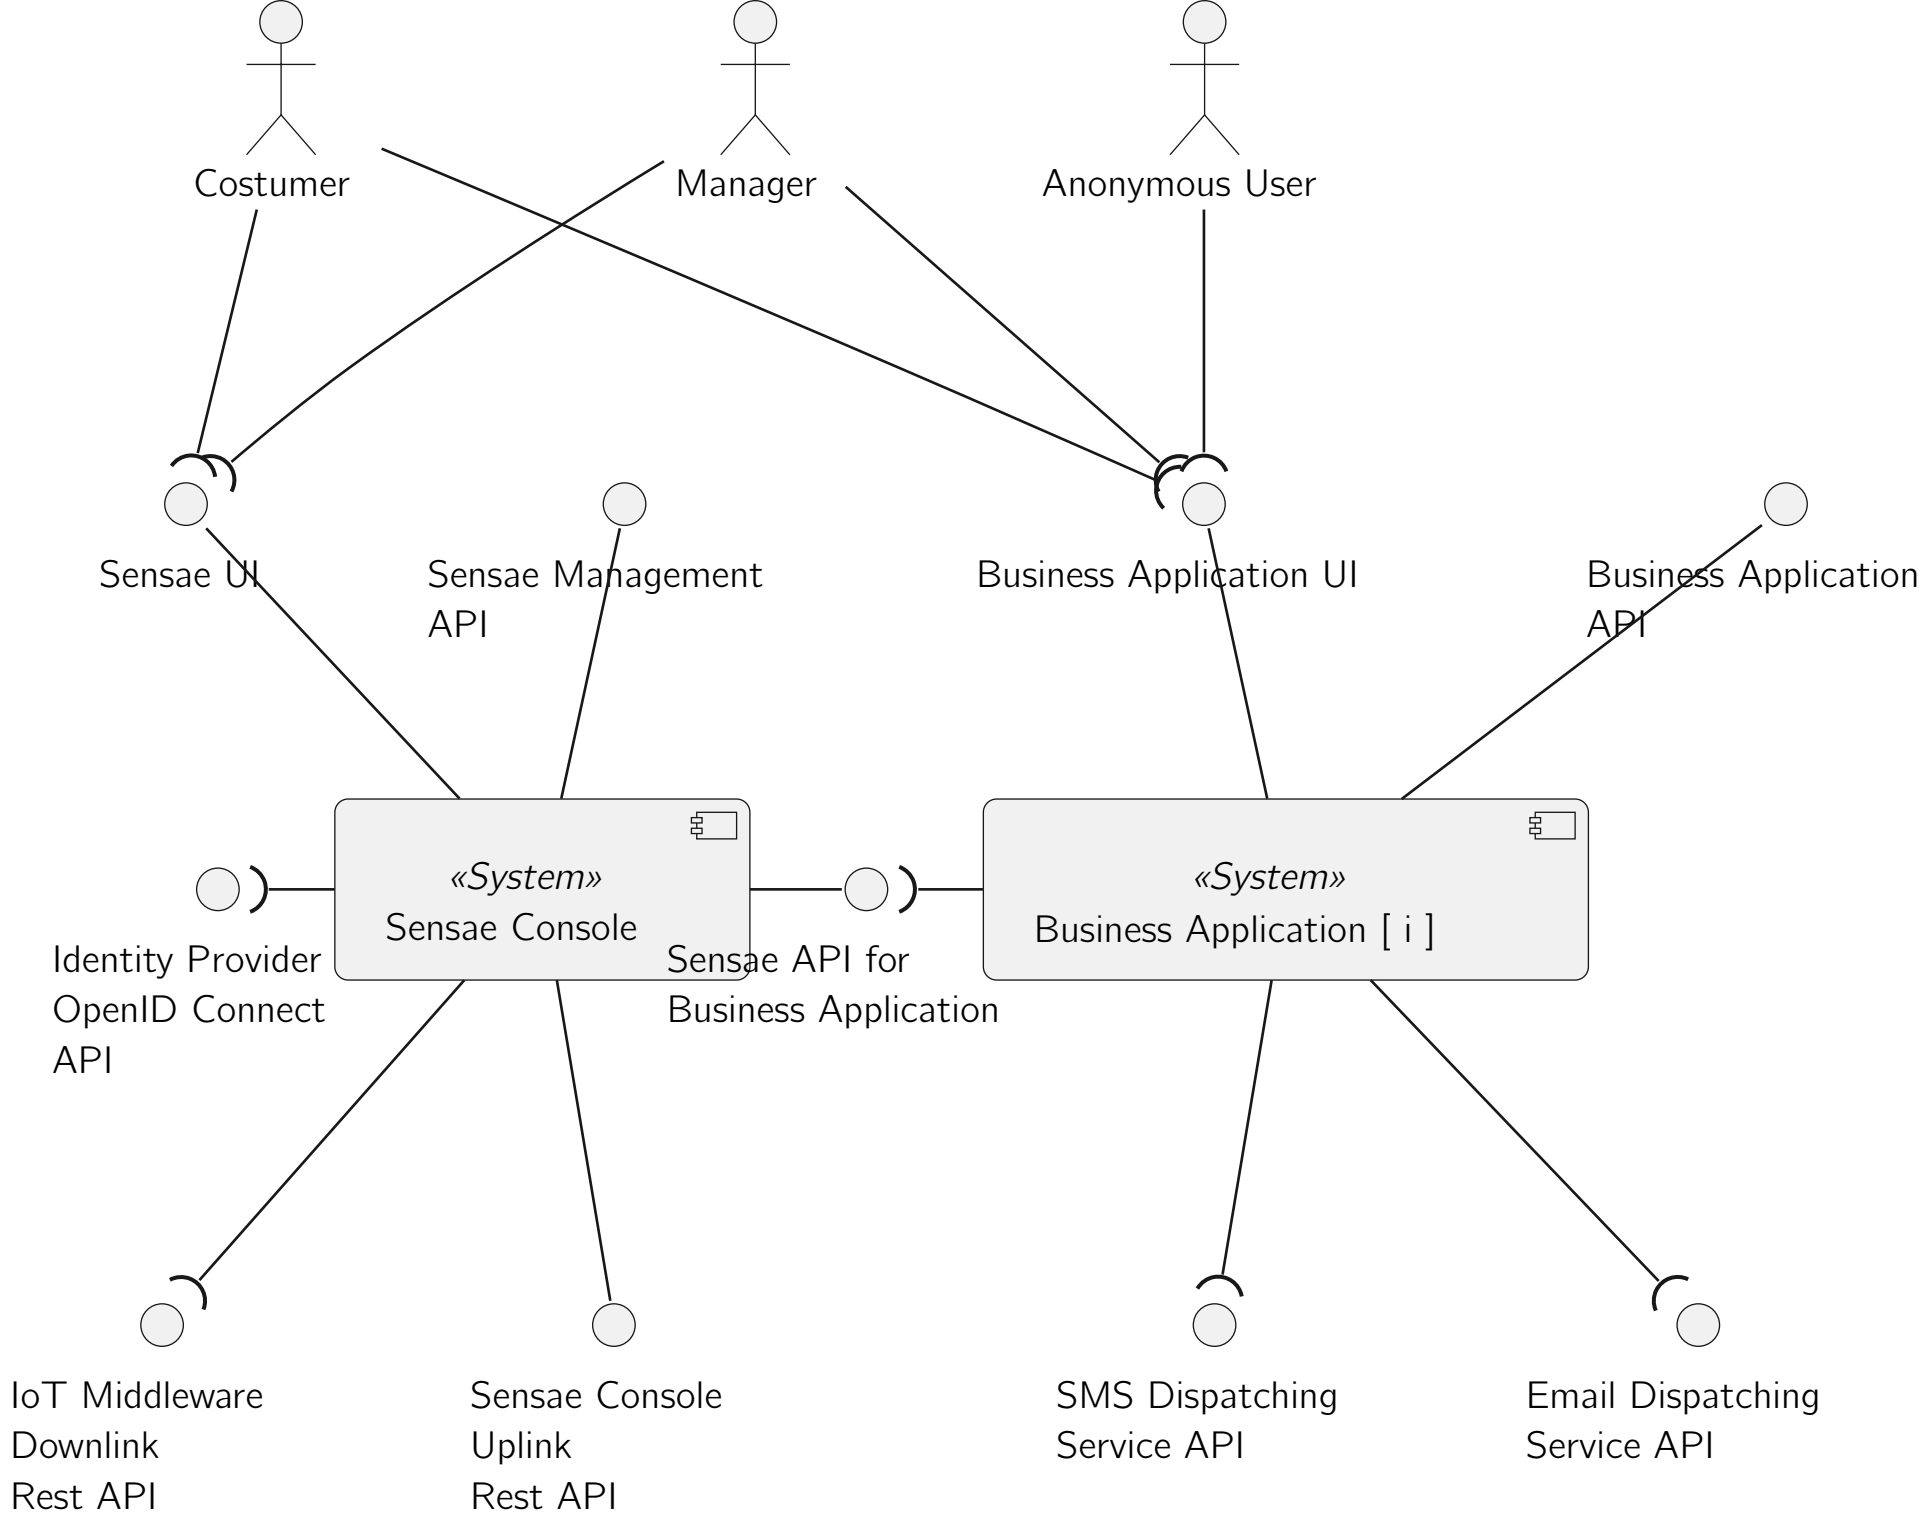 Costumer
Manager
Anonymous User
Sensae UI
Sensae Management
API
Business Application UI
Business Application
API
«System»
Sensae Console
«System»
Business Application [ i ]
Identity Provider
OpenID Connect
API
Sensae API for
Business Application
IoT Middleware
Downlink
Rest API
Sensae Console
Uplink
Rest API
SMS Dispatching
Service API
Email Dispatching
Service API